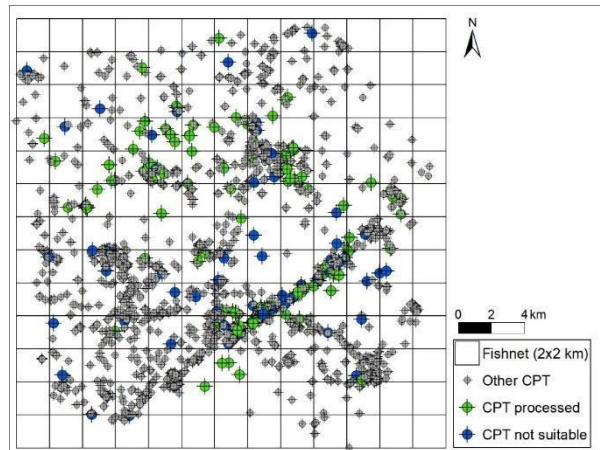 N
0 2 4 km
Fishnet (2x2 km)
Other CPT
CPT processed
CPT not suitable